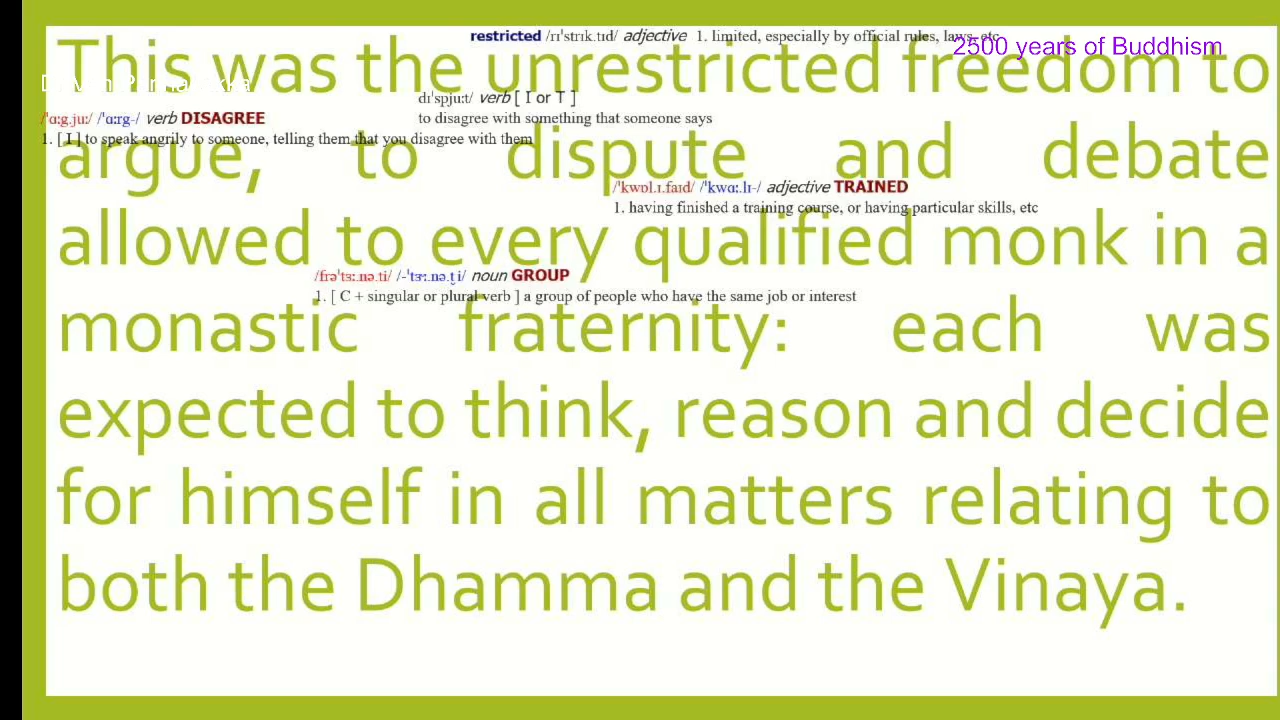 restricted /rɪˈstrɪk.tɪd/ adjective 1. limited, especially by official rules, laws, etc
2500 years of Buddhism
This was the unrestricted freedom to
dɪˈspjuːt/ verb [ I or T ]
to disagree with something that someone says
/ˈɑːg.juː/ /ˈɑːrg-/ verb DISAGREE
1. [ I ] to speak angrily to someone, telling them that you disagree with them
argue, to dispute and debate
/ˈkwɒl.ɪ.faɪd/ /ˈkwɑː.lɪ-/ adjective TRAINED
1. having finished a training course, or having particular skills, etc
allowed to every qualified monk in a
/frəˈtɜː.nə.ti/ /-ˈtɝː.nə.t̬i/ noun GROUP
1. [ C + singular or plural verb ] a group of people who have the same job or interest
monastic fraternity: each was
expected to think, reason and decide
for himself in all matters relating to
both the Dhamma and the Vinaya.